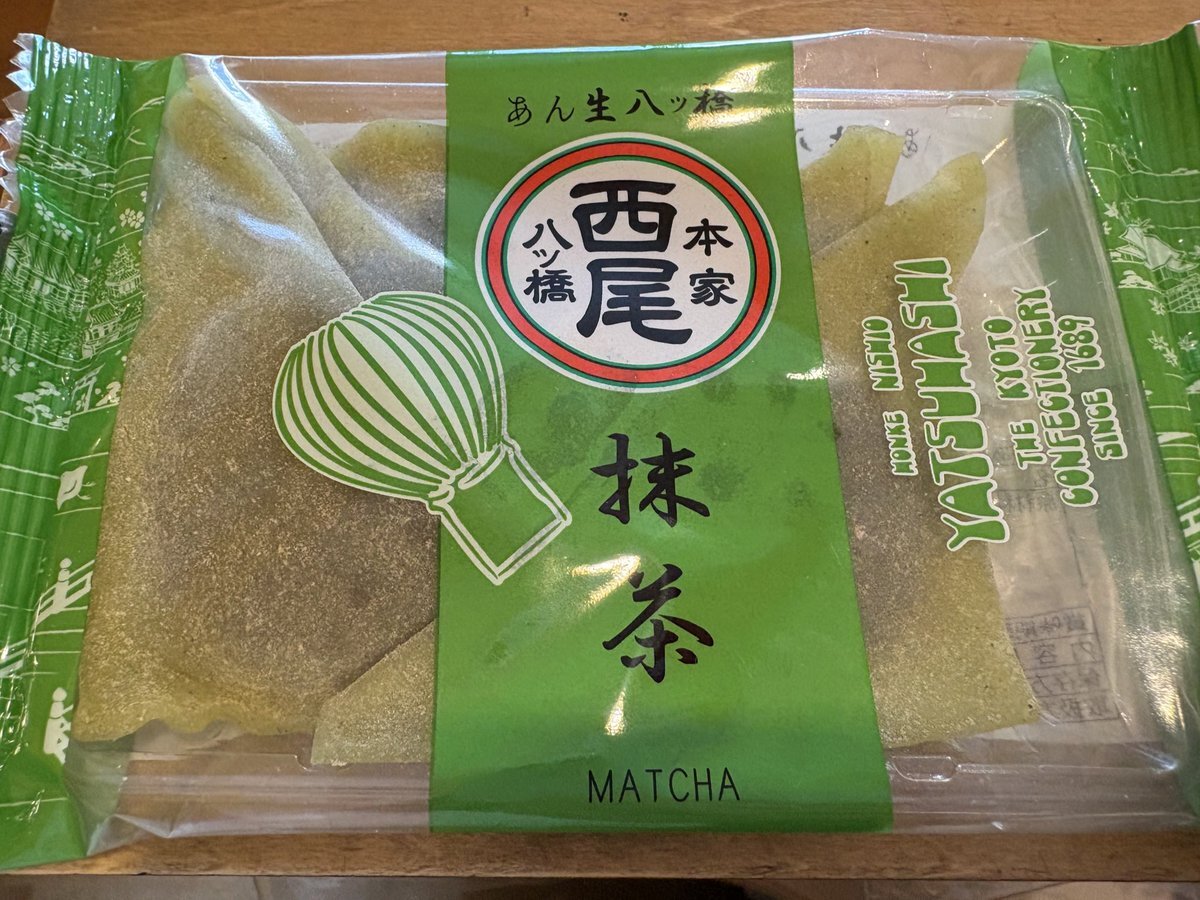 あん生八ッ橋
本家
西尾
八ッ橋
抹茶
MATCHA
HONKE NISHIO
YATSUHASHI
THE KYOTO
CONFECTIONERY
SINCE 1689